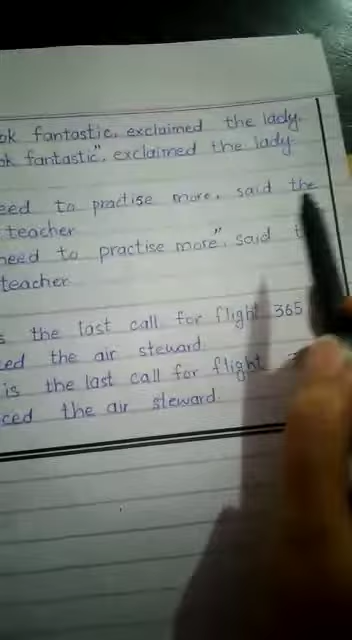 ok fantastic, exclaimed the lady.
ok fantastic", exclaimed the lady.
eed to practise more, said the
teacher
need to practise more", said
teacher
s the last call for flight 365
ced the air steward.
is the last call for flight
ced the air steward.